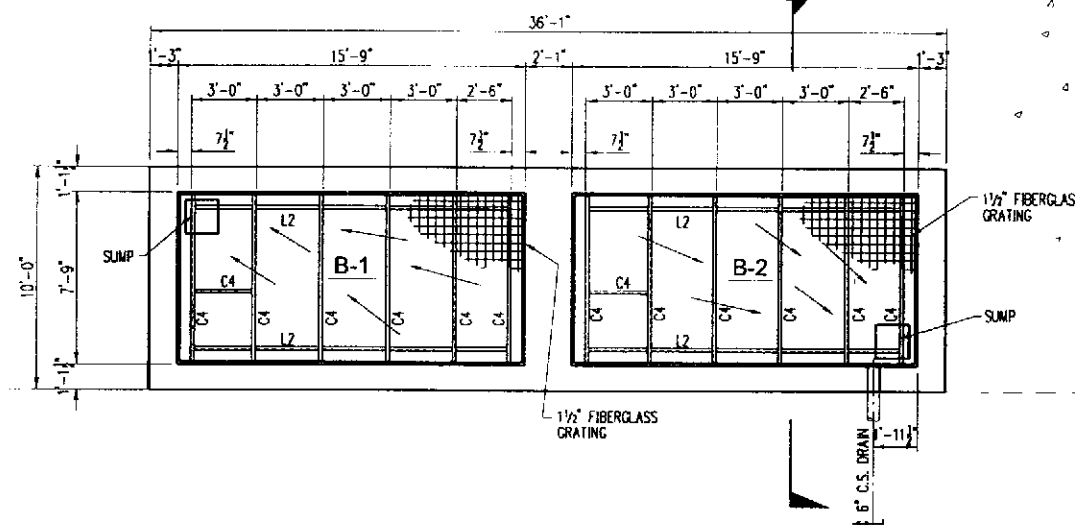 36'-1"
1'-3" 15'-9" 2'-1" 15'-9" 1'-3"
3'-0" 3'-0" 3'-0" 3'-0" 2'-6" 3'-0" 3'-0" 3'-0" 3'-0" 2'-6"
7½" 7½" 7½" 7½"
1'-1½"
10'-0"
7'-9"
1'-1½"
SUMP
L2
B-1
C4
C4 C4 C4 C4 C4 C4
L2
L2
B-2
C4
C4 C4 C4 C4 C4 C4
L2
1½" FIBERGLAS
GRATING
SUMP
1½" FIBERGLASS
GRATING
6" C.S. DRAIN